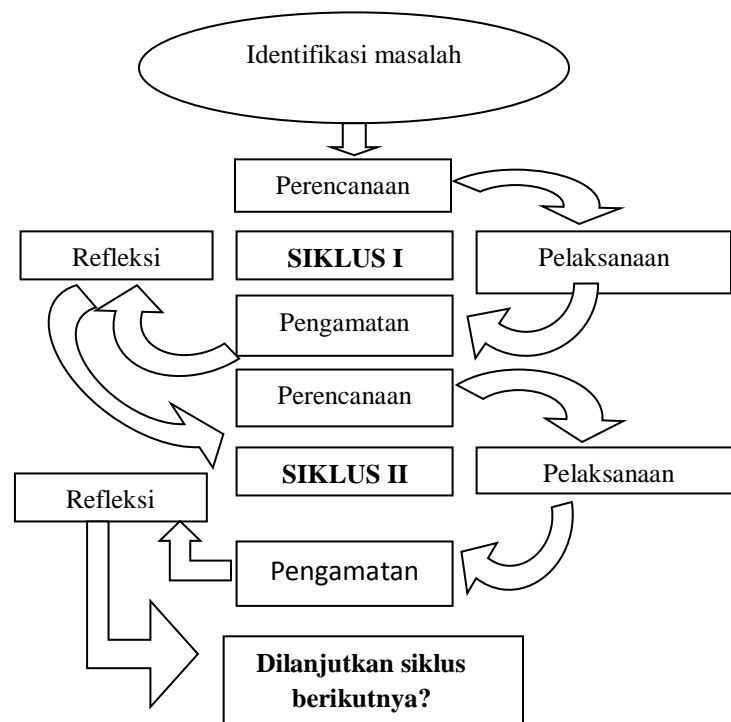 Identifikasi masalah
Perencanaan
Refleksi
SIKLUS I
Pelaksanaan
Pengamatan
Perencanaan
Refleksi
SIKLUS II
Pelaksanaan
Pengamatan
Dilanjutkan siklus
berikutnya?